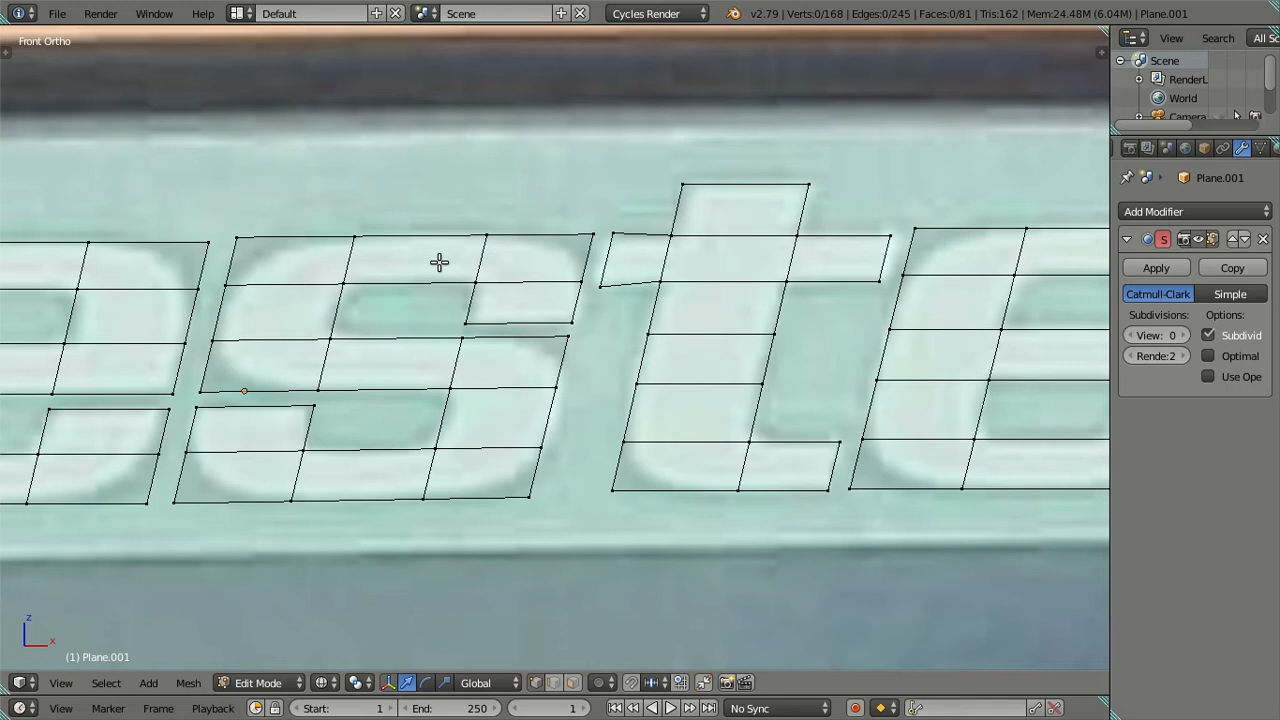 File Render Window Help Default Scene Cycles Render v2.79 | Verts:0/168 | Edges:0/245 | Faces:0/81 | Tris:162 | Mem:24.48M (6.04M) | Plane.001
Front Ortho
View Search All Sc
Scene
RenderL
World
Camera
Plane.001
Add Modifier
S
Apply Copy
Catmull-Clark Simple
Subdivisions: Options:
View: 0 Subdivid
Rende:2 Optimal
Use Ope
ste
z
x
(1) Plane.001
View Select Add Mesh Edit Mode Global
View Marker Frame Playback Start: 1 End: 250 1 No Sync